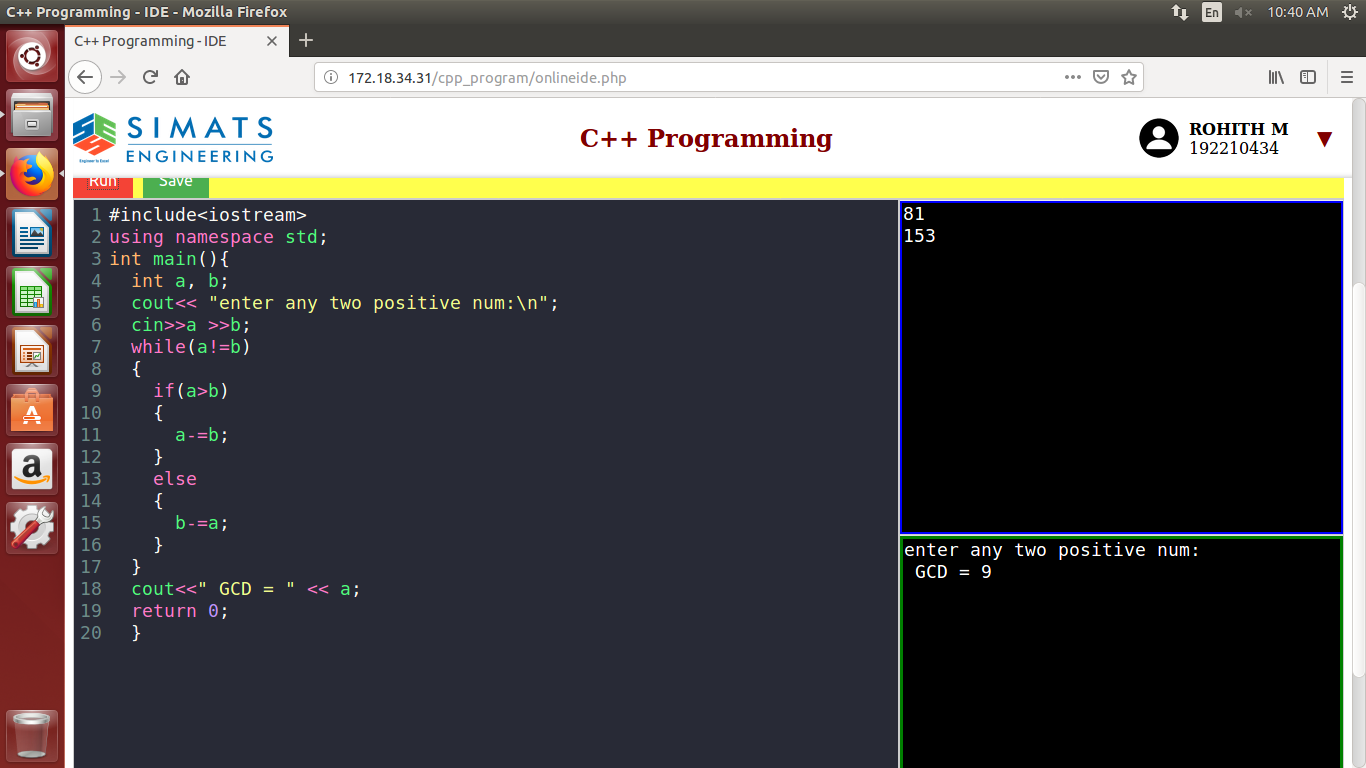 C++ Programming - IDE - Mozilla Firefox
En
10:40 AM
C++ Programming - IDE
172.18.34.31/cpp_program/onlineide.php
SIMATS
ENGINEERING
Engineer to Excel
C++ Programming
ROHITH M
192210434
Run Save
1 #include<iostream>
2 using namespace std;
3 int main(){
4 int a, b;
5 cout<< "enter any two positive num:\n";
6 cin>>a >>b;
7 while(a!=b)
8 {
9 if(a>b)
10 {
11 a-=b;
12 }
13 else
14 {
15 b-=a;
16 }
17 }
18 cout<<" GCD = " << a;
19 return 0;
20 }
81
153
enter any two positive num:
GCD = 9